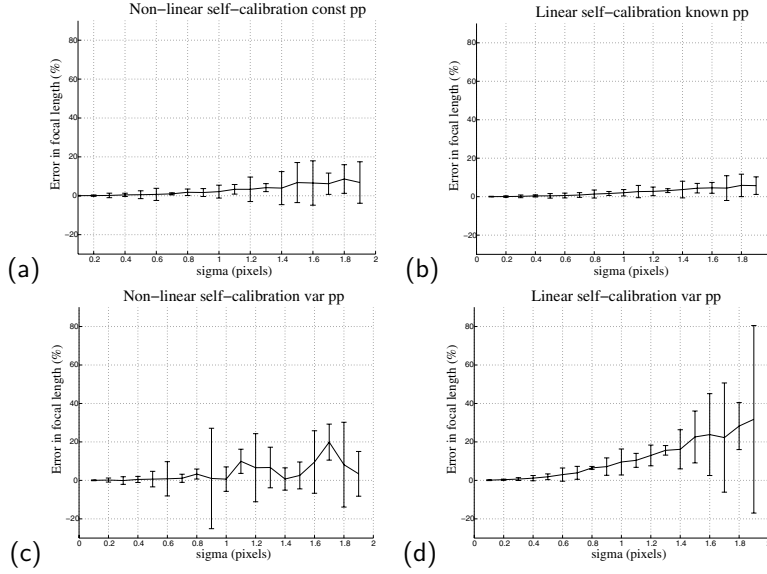 Non-linear self-calibration const pp
Error in focal length (%)
80
60
40
20
0
-20
0.2 0.4 0.6 0.8 1 1.2 1.4 1.6 1.8 2
sigma (pixels)
(a)
Linear self-calibration known pp
Error in focal length (%)
80
60
40
20
0
-20
0 0.2 0.4 0.6 0.8 1 1.2 1.4 1.6 1.8
sigma (pixels)
(b)
Non-linear self-calibration var pp
Error in focal length (%)
80
60
40
20
0
-20
0 0.2 0.4 0.6 0.8 1 1.2 1.4 1.6 1.8 2
sigma (pixels)
(c)
Linear self-calibration var pp
Error in focal length (%)
80
60
40
20
0
-20
0 0.2 0.4 0.6 0.8 1 1.2 1.4 1.6 1.8
sigma (pixels)
(d)